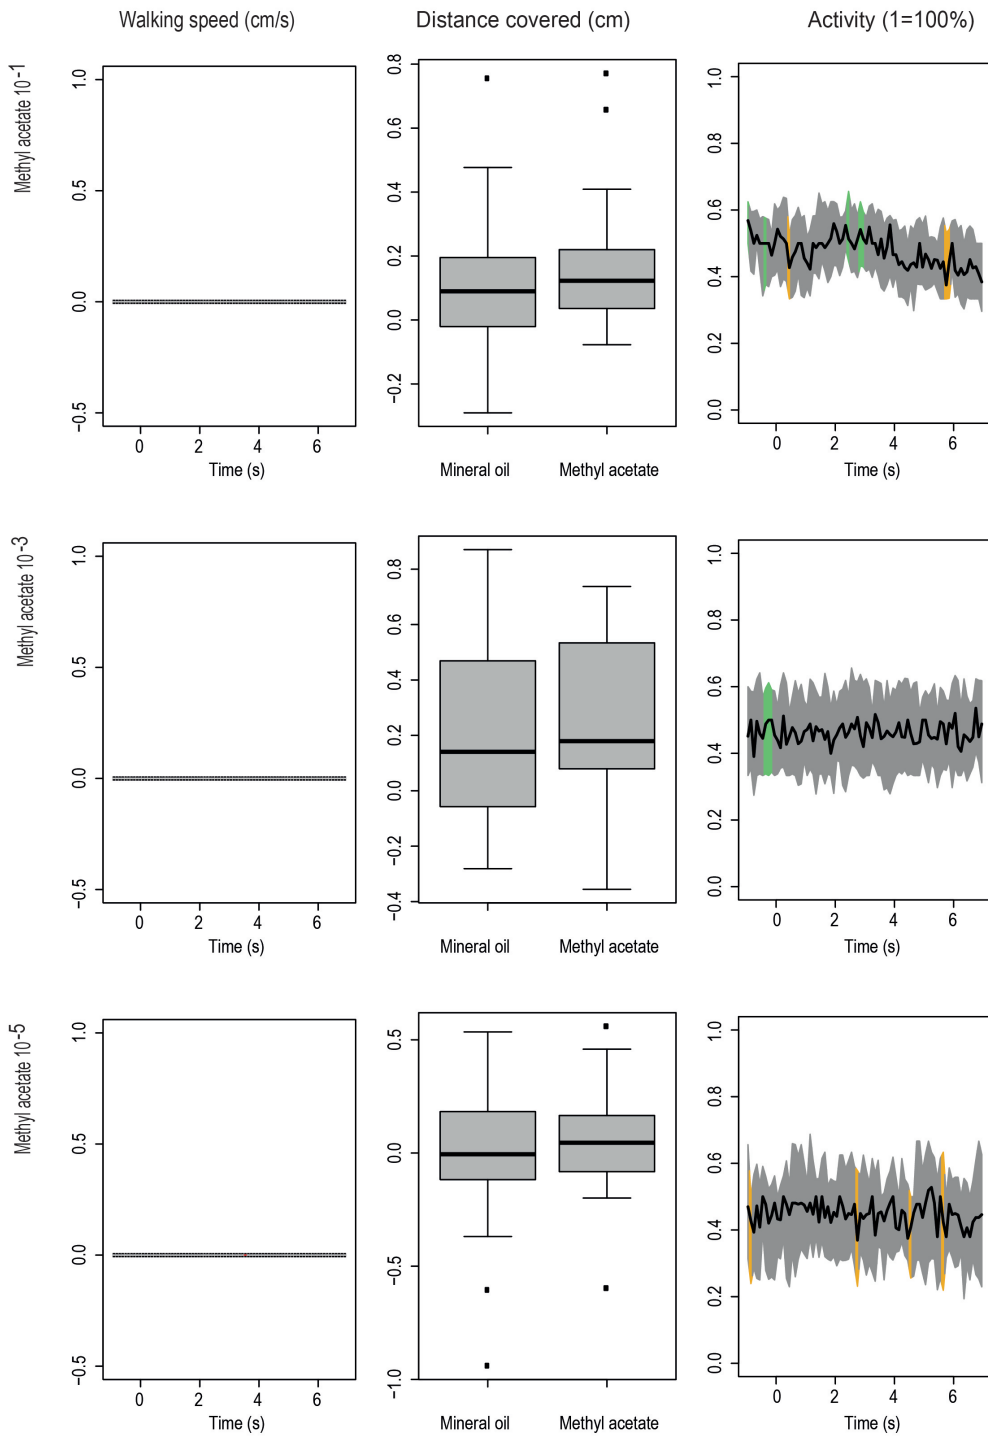 Walking speed (cm/s)
Distance covered (cm)
Activity (1=100%)
Methyl acetate 10-1
1.0
0.5
0.0
−0.5
0 2 4 6
Time (s)
0.8
0.6
0.4
0.2
0.0
−0.2
Mineral oil Methyl acetate
1.0
0.8
0.6
0.4
0.2
0.0
0 2 4 6
Time (s)
Methyl acetate 10-3
1.0
0.5
0.0
−0.5
0 2 4 6
Time (s)
0.8
0.6
0.4
0.2
0.0
−0.2
−0.4
Mineral oil Methyl acetate
1.0
0.8
0.6
0.4
0.2
0.0
0 2 4 6
Time (s)
Methyl acetate 10-5
1.0
0.5
0.0
−0.5
0 2 4 6
Time (s)
0.5
0.0
−0.5
−1.0
Mineral oil Methyl acetate
1.0
0.8
0.6
0.4
0.2
0.0
0 2 4 6
Time (s)